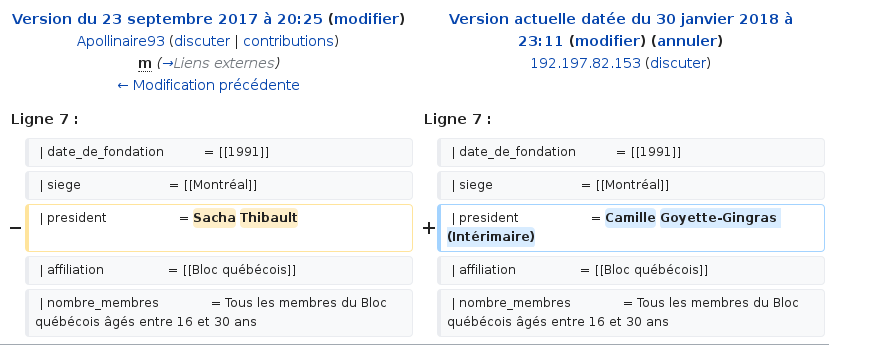 Version du 23 septembre 2017 à 20:25 (modifier)
Apollinaire93 (discuter | contributions)
m (→Liens externes)
← Modification précédente
Version actuelle datée du 30 janvier 2018 à
23:11 (modifier) (annuler)
192.197.82.153 (discuter)
Ligne 7 :
Ligne 7 :
| date_de_fondation = [[1991]]
| date_de_fondation = [[1991]]
| siege = [[Montréal]]
| siege = [[Montréal]]
− | president = Sacha Thibault
+ | president = Camille Goyette-Gingras
(Intérimaire)
| affiliation = [[Bloc québécois]]
| affiliation = [[Bloc québécois]]
| nombre_membres = Tous les membres du Bloc
québécois âgés entre 16 et 30 ans
| nombre_membres = Tous les membres du Bloc
québécois âgés entre 16 et 30 ans